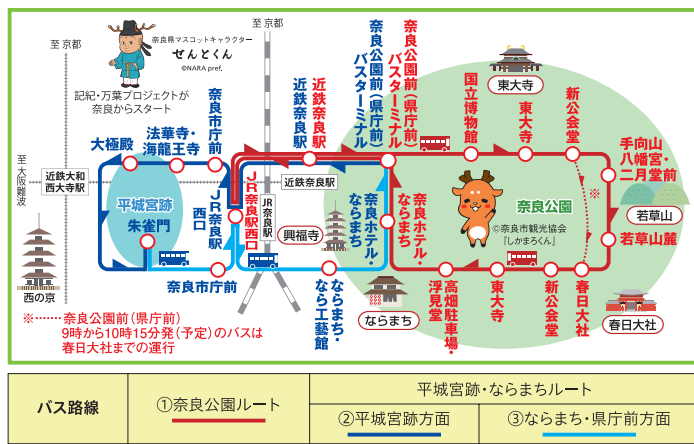 至京都
奈良県マスコットキャラクター
せんとくん
©NARA pref.
記紀・万葉プロジェクトが
奈良からスタート
至京都
至大阪難波
近鉄大和
西大寺駅
大極殿
法華寺・
海龍王寺
奈良市庁前
平城宮跡
朱雀門
西の京
JR奈良駅
西口
JR奈良駅西口
奈良市庁前
JR奈良駅
近鉄奈良駅
近鉄奈良駅
近鉄奈良駅
興福寺
奈良公園前(県庁前)
バスターミナル
奈良公園前(県庁前)
バスターミナル
ならまち・
なら工藝館
奈良ホテル・
ならまち
奈良ホテル・
ならまち
ならまち
国立博物館
東大寺
東大寺
新公会堂
手向山
八幡宮・
二月堂前
若草山
若草山麓
奈良公園
©奈良市観光協会
『しかまろくん』
※
高畑駐車場・
浮見堂
東大寺
新公会堂
春日大社
春日大社
※………奈良公園前(県庁前)
9時から10時15分発(予定)のバスは
春日大社までの運行
バス路線
①奈良公園ルート
平城宮跡・ならまちルート
②平城宮跡方面
③ならまち・県庁前方面